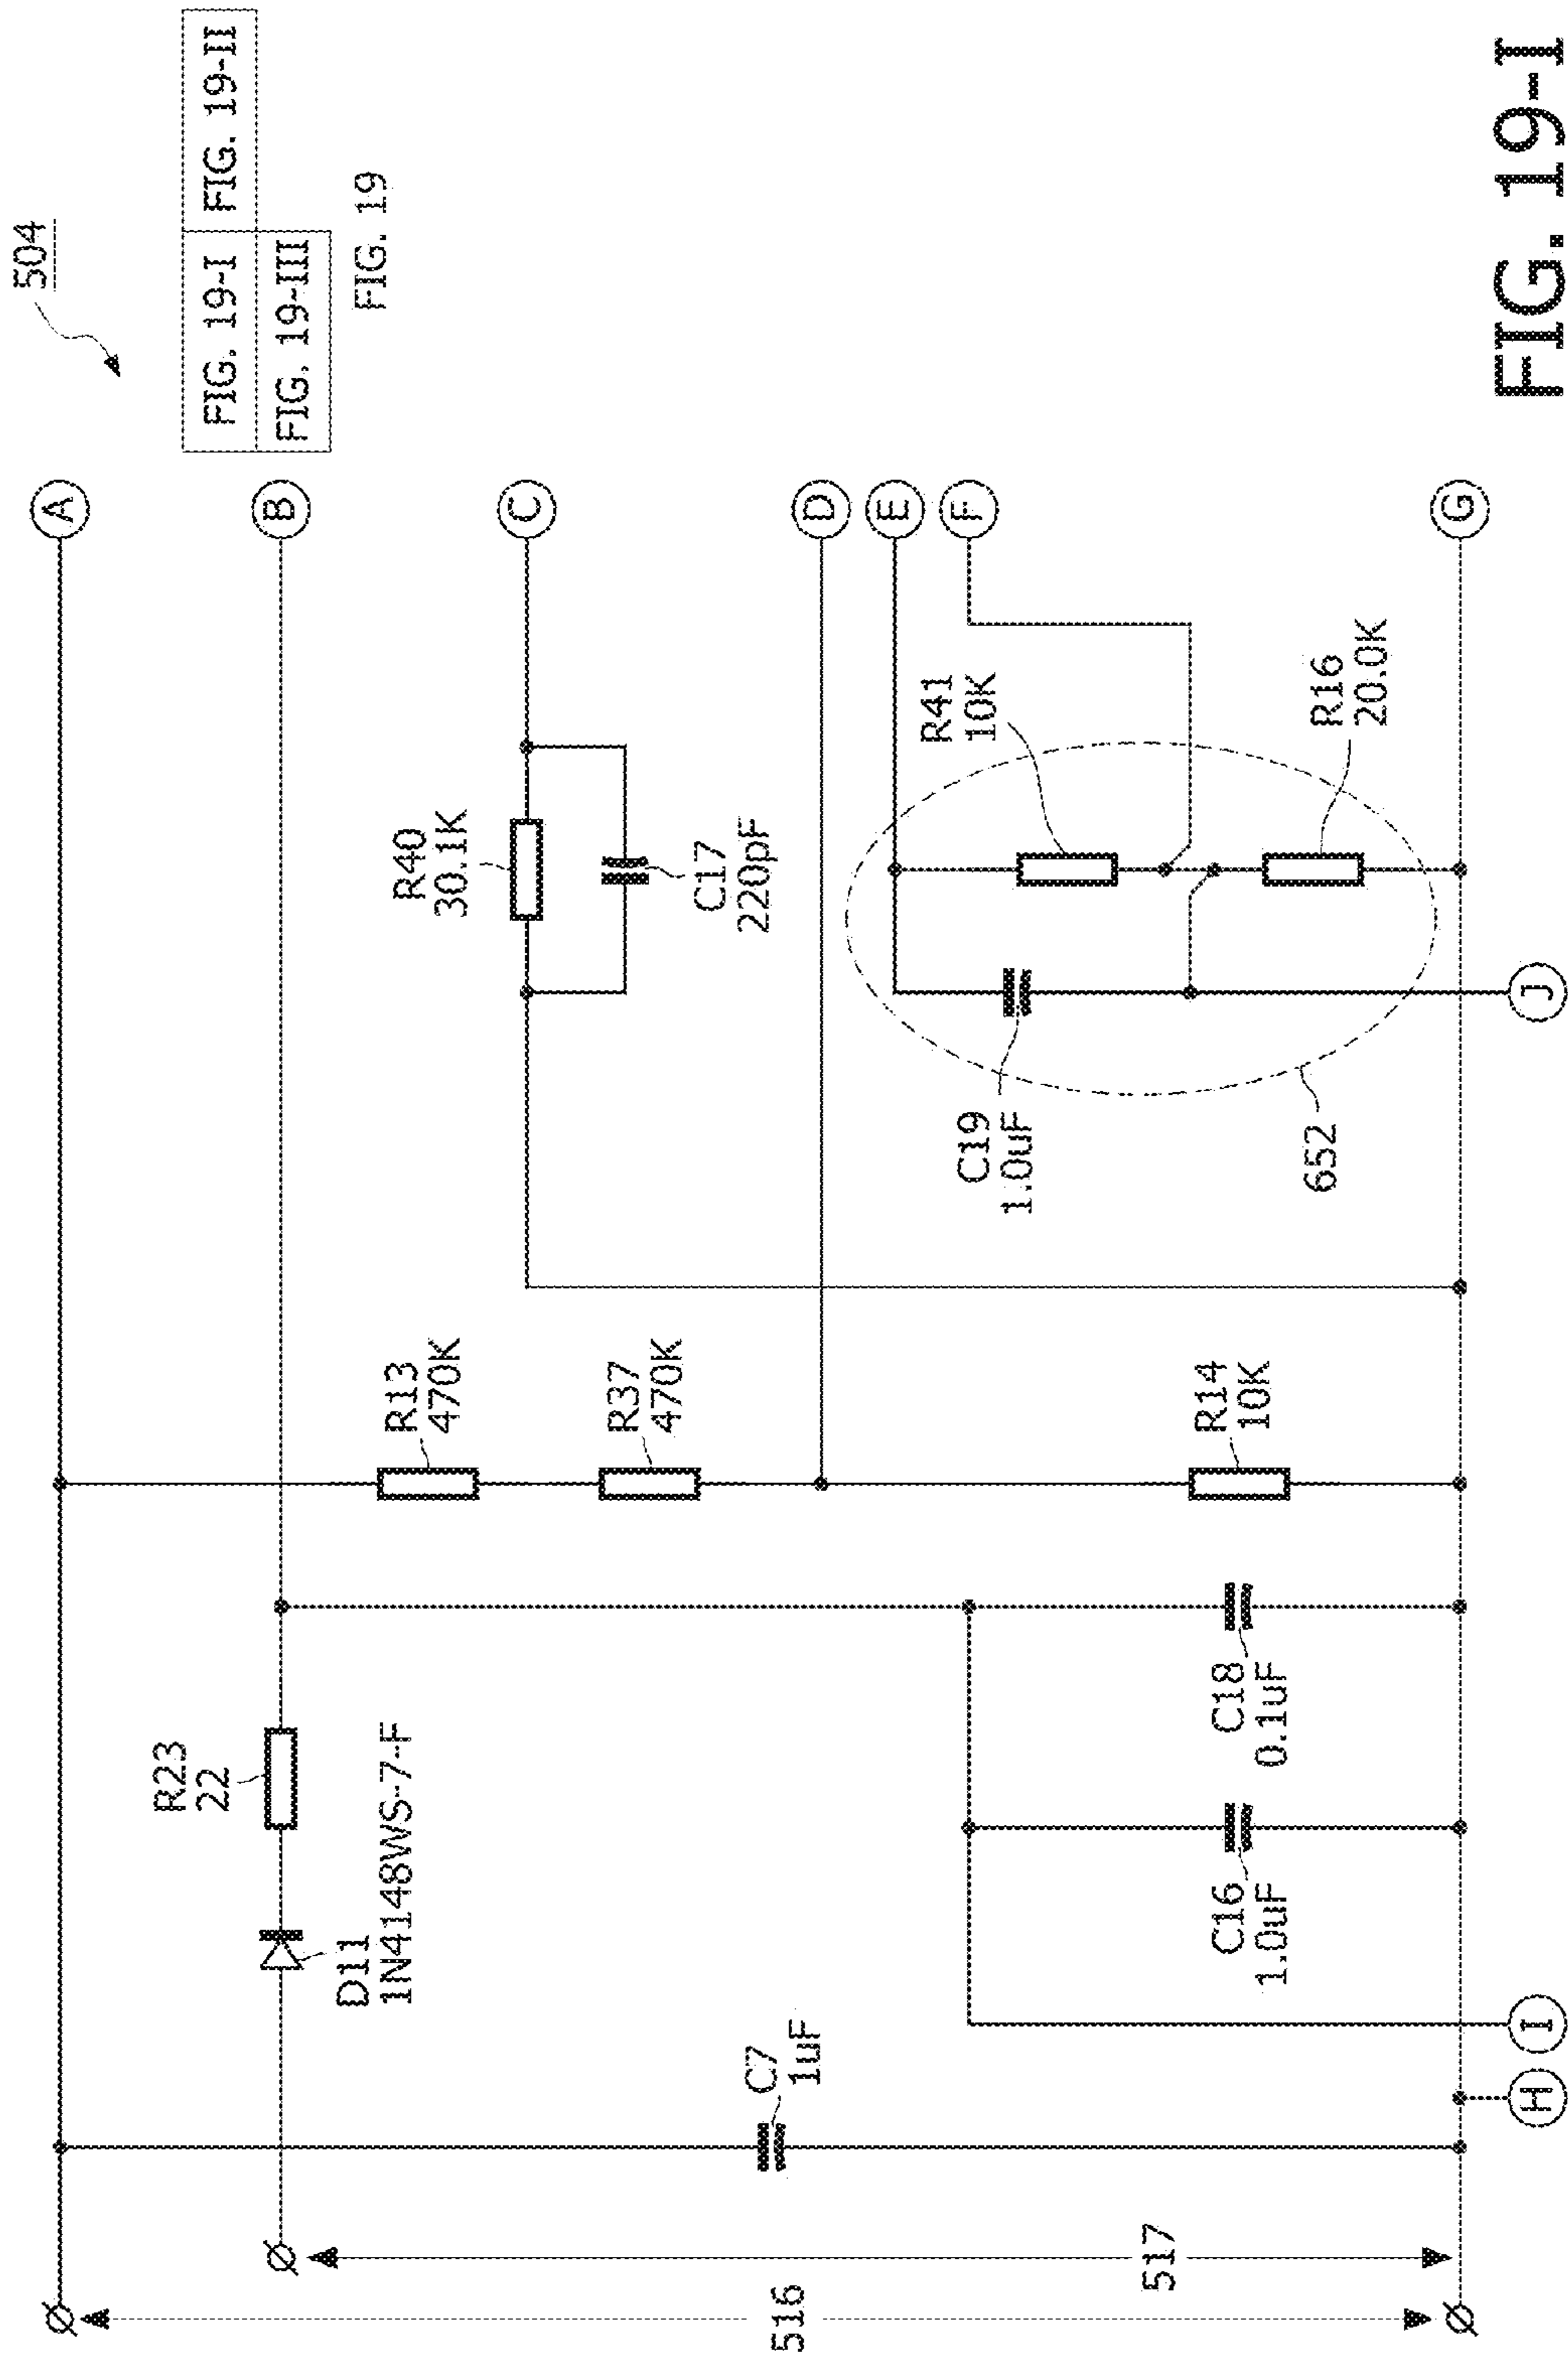 504
FIG. 19-I
FIG. 19-II
FIG. 19-III
FIG. 19
A
B
C
D
E
F
G
R23
22
D11
1N4148WS-7-F
R13
470K
R37
470K
R40
30.1K
C17
220pF
C7
1uF
R41
10K
C19
1.0uF
R16
20.0K
652
R14
10K
C18
0.1uF
C16
1.0uF
516
517
H
I
J
FIG. 19-I